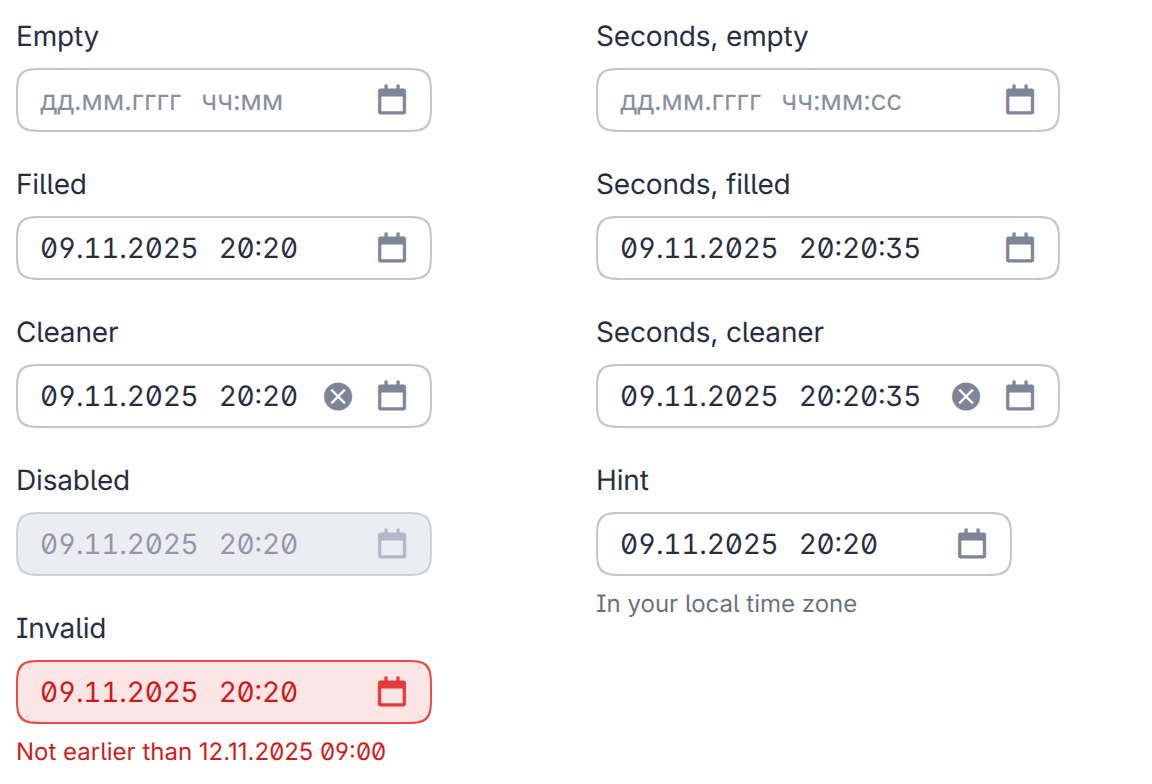 Empty
дд.мм.гггг чч:мм
Filled
09.11.2025 20:20
Cleaner
09.11.2025 20:20
Disabled
09.11.2025 20:20
Invalid
09.11.2025 20:20
Not earlier than 12.11.2025 09:00
Seconds, empty
дд.мм.гггг чч:мм:сс
Seconds, filled
09.11.2025 20:20:35
Seconds, cleaner
09.11.2025 20:20:35
Hint
09.11.2025 20:20
In your local time zone